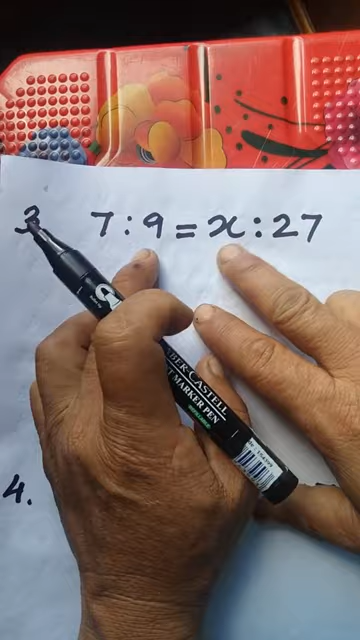 3 7 : 9 = x : 27
BER-CASTELL
T MARKER PEN
4.